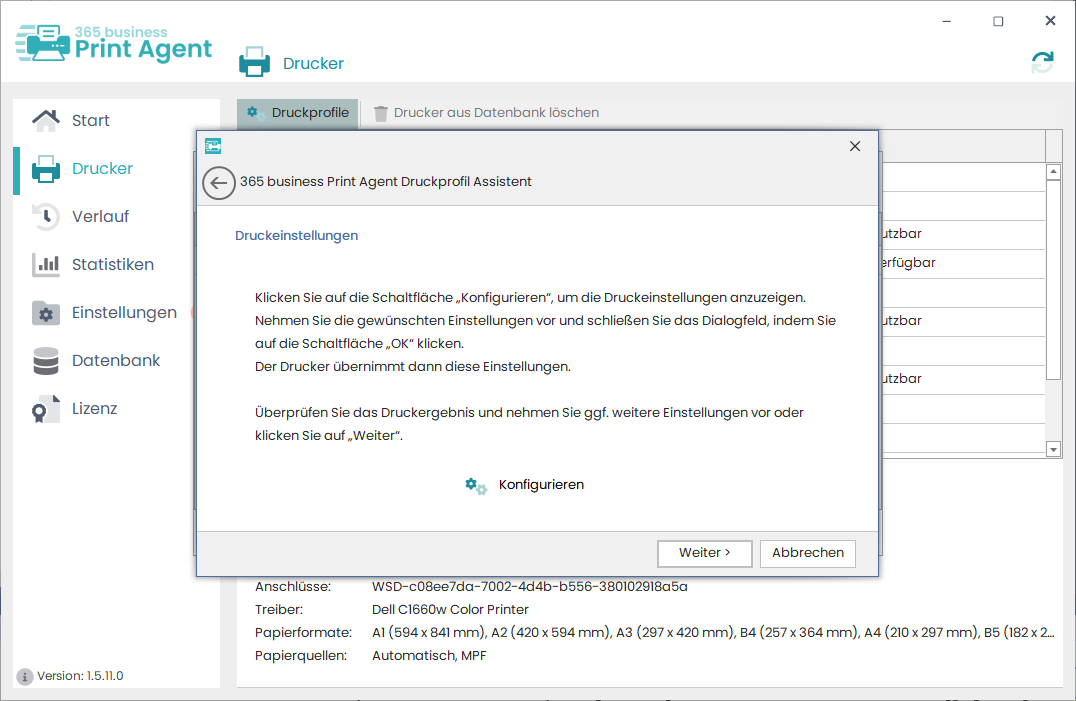 365 business
Print Agent
Drucker
Start
Drucker
Verlauf
Statistiken
Einstellungen
Datenbank
Lizenz
Version: 1.5.11.0
Druckprofile
Drucker aus Datenbank löschen
365 business Print Agent Druckprofil Assistent
Druckeinstellungen
Klicken Sie auf die Schaltfläche „Konfigurieren“, um die Druckeinstellungen anzuzeigen.
Nehmen Sie die gewünschten Einstellungen vor und schließen Sie das Dialogfeld, indem Sie
auf die Schaltfläche „OK“ klicken.
Der Drucker übernimmt dann diese Einstellungen.
Überprüfen Sie das Druckergebnis und nehmen Sie ggf. weitere Einstellungen vor oder
klicken Sie auf „Weiter“.
Konfigurieren
Weiter >
Abbrechen
utzbar
erfügbar
utzbar
utzbar
Anschlüsse: WSD-c08ee7da-7002-4d4b-b556-380102918a5a
Treiber: Dell C1660w Color Printer
Papierformate: A1 (594 x 841 mm), A2 (420 x 594 mm), A3 (297 x 420 mm), B4 (257 x 364 mm), A4 (210 x 297 mm), B5 (182 x 2...
Papierquellen: Automatisch, MPF